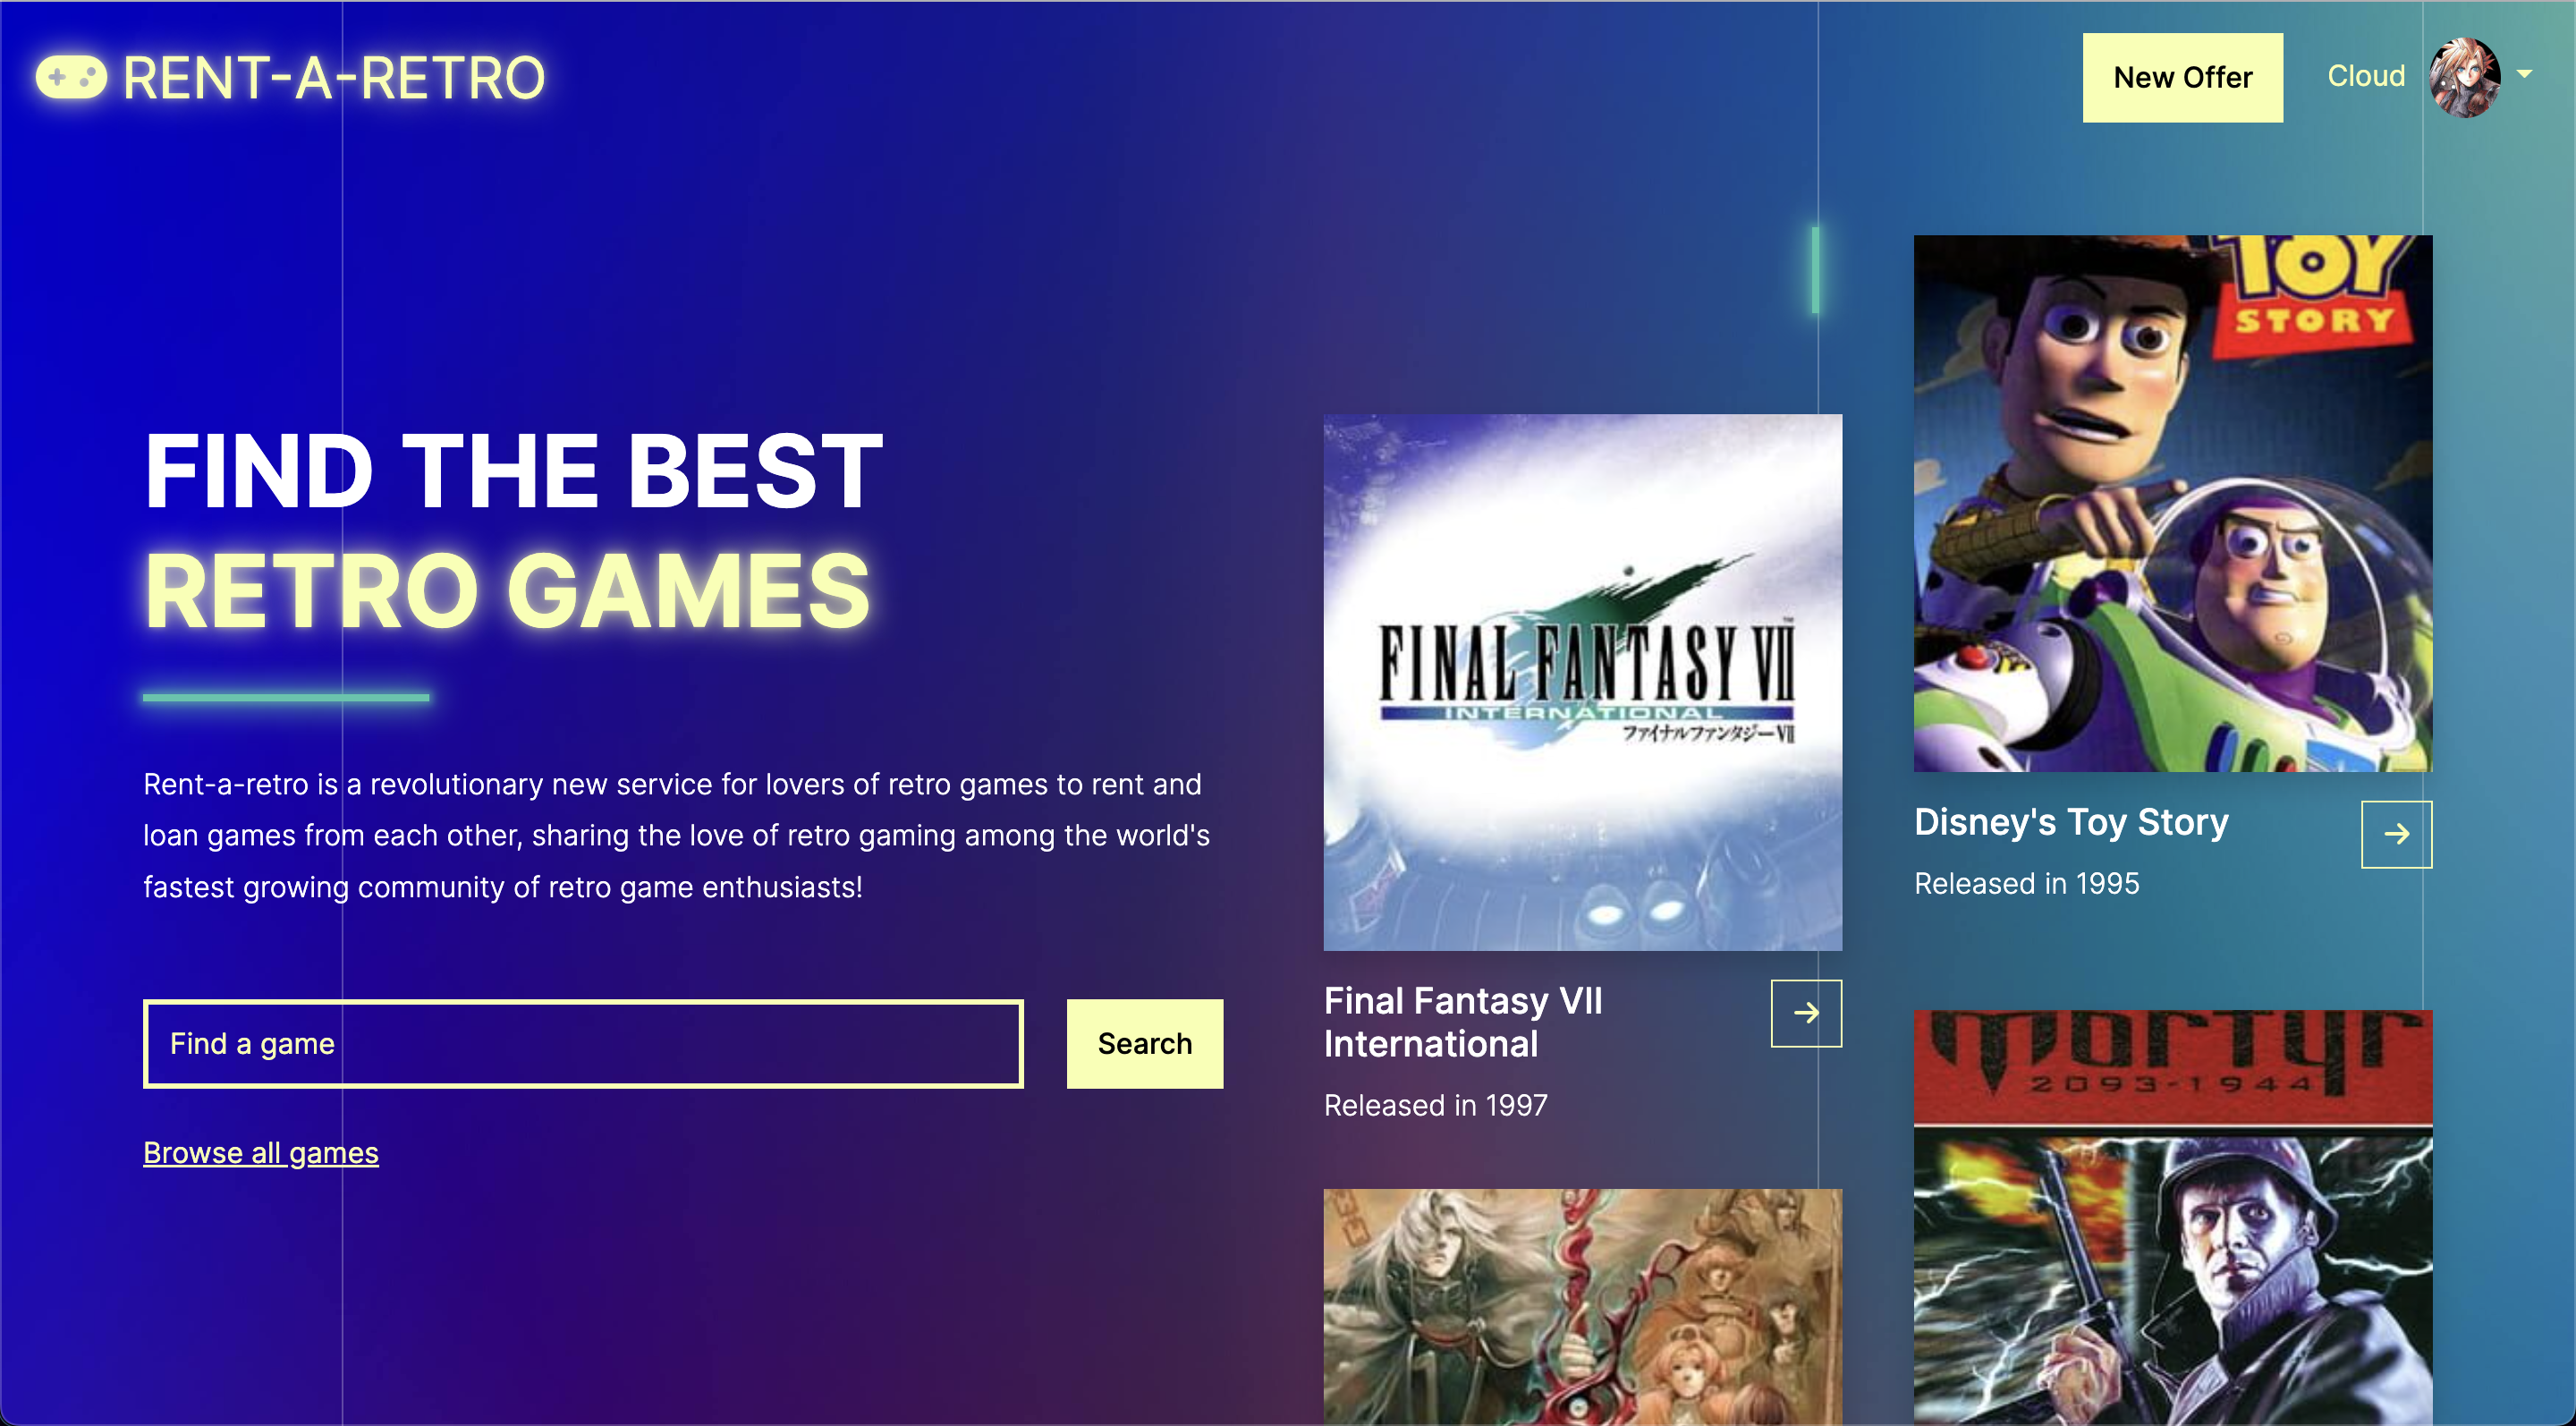 RENT-A-RETRO
New Offer
Cloud
FIND THE BEST
RETRO GAMES
Rent-a-retro is a revolutionary new service for lovers of retro games to rent and
loan games from each other, sharing the love of retro gaming among the world's
fastest growing community of retro game enthusiasts!
Find a game
Search
Browse all games
FINAL FANTASY VII
™
INTERNATIONAL
ファイナルファンタジーVII
Final Fantasy VII
International
Released in 1997
TOY
STORY
Disney's Toy Story
Released in 1995
mortyr
2093-1944